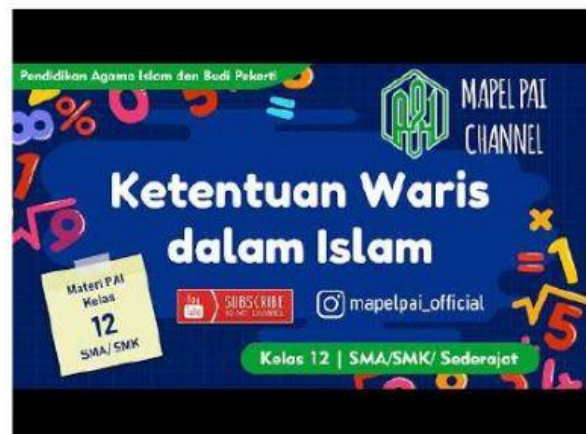 Pendidikan Agama Islam dan Budi Pekerti
MAPEL PAI
CHANNEL
Ketentuan Waris
dalam Islam
Materi PAI
Kelas
12
SMA/SMK
SUBSCRIBE
mapelpai_official
Kelas 12 | SMA/SMK/ Sederajat